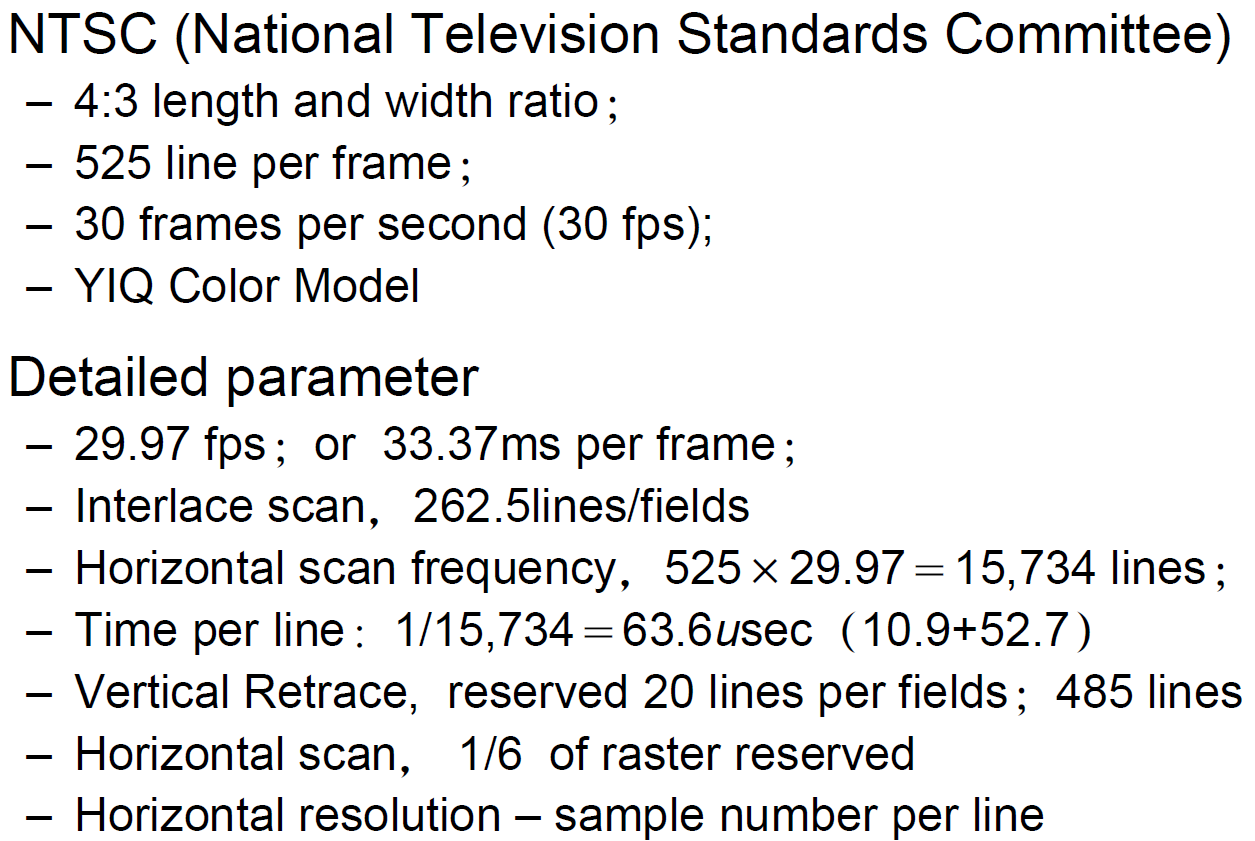 NTSC (National Television Standards Committee)
– 4:3 length and width ratio；
– 525 line per frame；
– 30 frames per second (30 fps);
– YIQ Color Model
Detailed parameter
– 29.97 fps；or 33.37ms per frame；
– Interlace scan，262.5lines/fields
– Horizontal scan frequency，525×29.97＝15,734 lines；
– Time per line：1/15,734＝63.6usec（10.9+52.7）
– Vertical Retrace, reserved 20 lines per fields；485 lines
– Horizontal scan， 1/6 of raster reserved
– Horizontal resolution – sample number per line